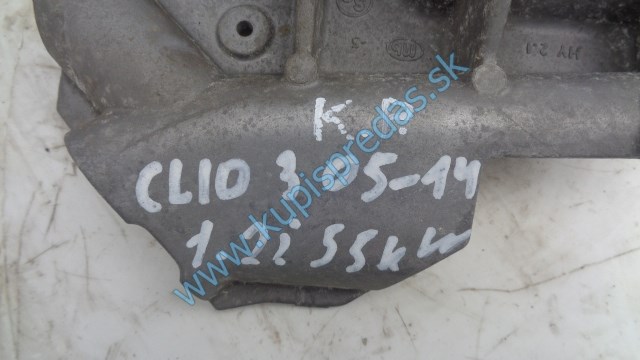 K.P
CLIO 3 05-14
1.2i 55kW
www.kupispredas.sk